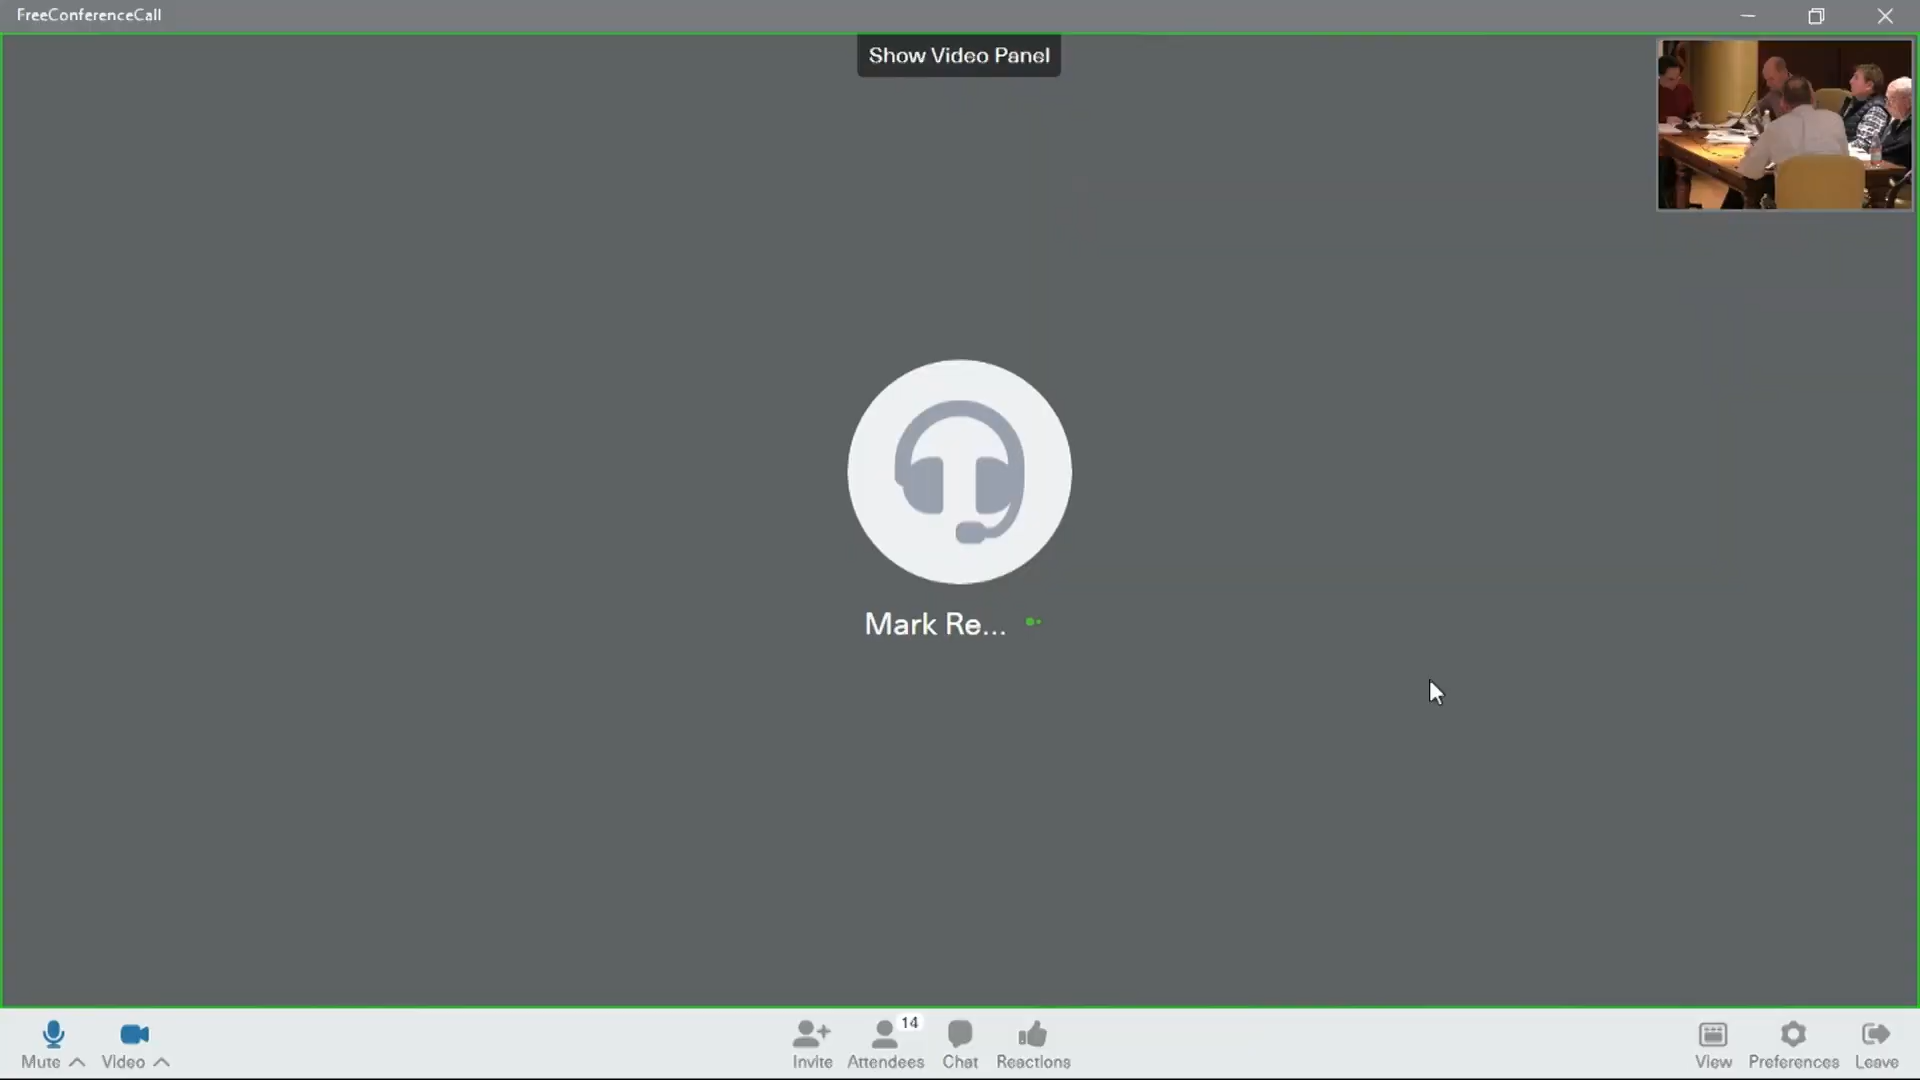 FreeConferenceCall
Show Video Panel
Mark Re...
Mute
Video
Invite
14
Attendees
Chat
Reactions
View
Preferences
Leave